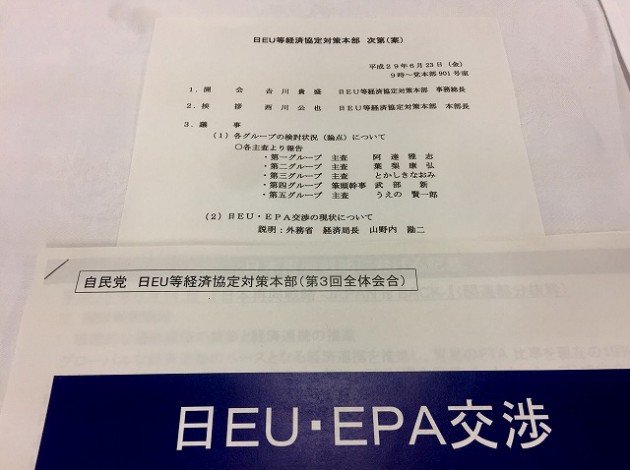 日EU等経済協定対策本部 次第(案)
平成29年6月23日(金)
9時～党本部901号室
1.開 会 吉川貴盛 日EU等経済協定対策本部 事務総長
2.挨 拶 西川公也 日EU等経済協定対策本部 本部長
3.議 事
(1)各グループの検討状況(論点)について
○各主査より報告
・第一グループ 主査 阿達雅志
・第二グループ 主査 葉梨康弘
・第三グループ 主査 とかしきなおみ
・第四グループ 筆頭幹事 武部 新
・第五グループ 主査 うえの賢一郎
(2)日EU・EPA交渉の現状について
説明:外務省 経済局長 山野内 勘二
自民党 日EU等経済協定対策本部(第3回全体会合)
日EU・EPA交渉